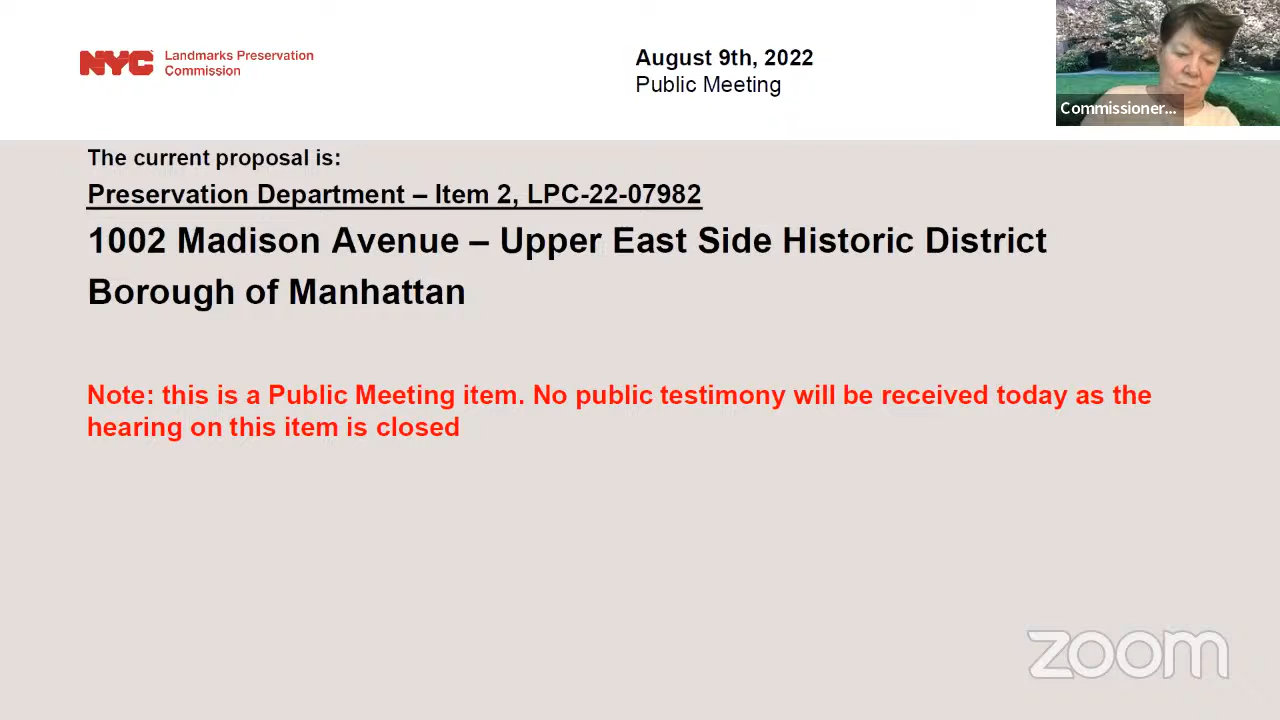 NYC Landmarks Preservation
Commission
August 9th, 2022
Public Meeting
Commissioner...
The current proposal is:
Preservation Department – Item 2, LPC-22-07982
1002 Madison Avenue – Upper East Side Historic District
Borough of Manhattan
Note: this is a Public Meeting item. No public testimony will be received today as the
hearing on this item is closed
zoom